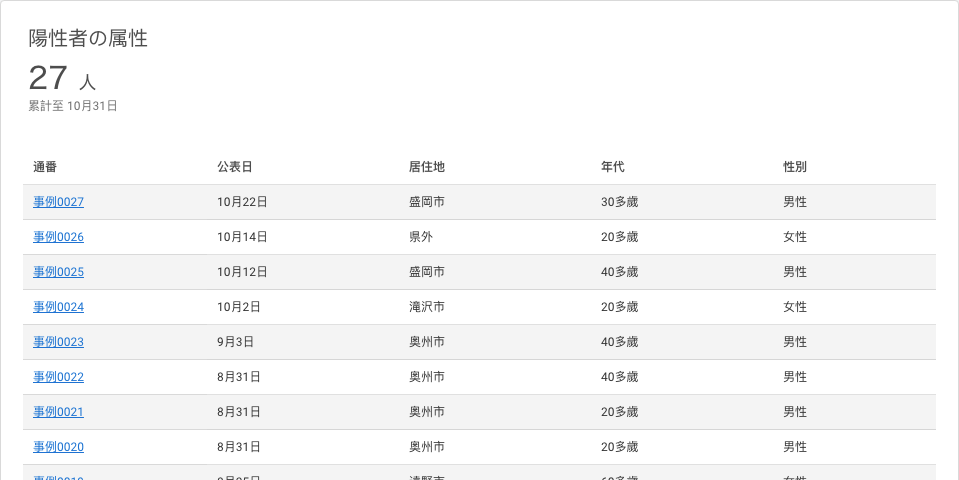 陽性者の属性
27 人
累計至 10月31日
通番 公表日 居住地 年代 性別
事例0027 10月22日 盛岡市 30多歳 男性
事例0026 10月14日 県外 20多歳 女性
事例0025 10月12日 盛岡市 40多歳 男性
事例0024 10月2日 滝沢市 20多歳 女性
事例0023 9月3日 奥州市 40多歳 男性
事例0022 8月31日 奥州市 40多歳 男性
事例0021 8月31日 奥州市 20多歳 男性
事例0020 8月31日 奥州市 20多歳 男性